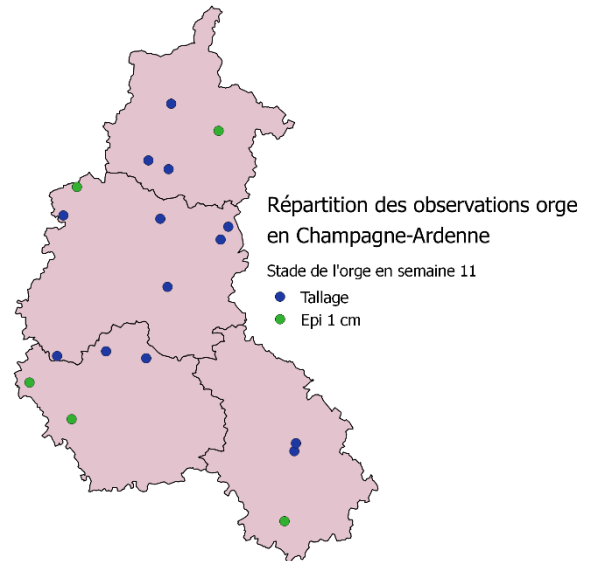 Répartition des observations orge
en Champagne-Ardenne
Stade de l'orge en semaine 11
Tallage
Epi 1 cm